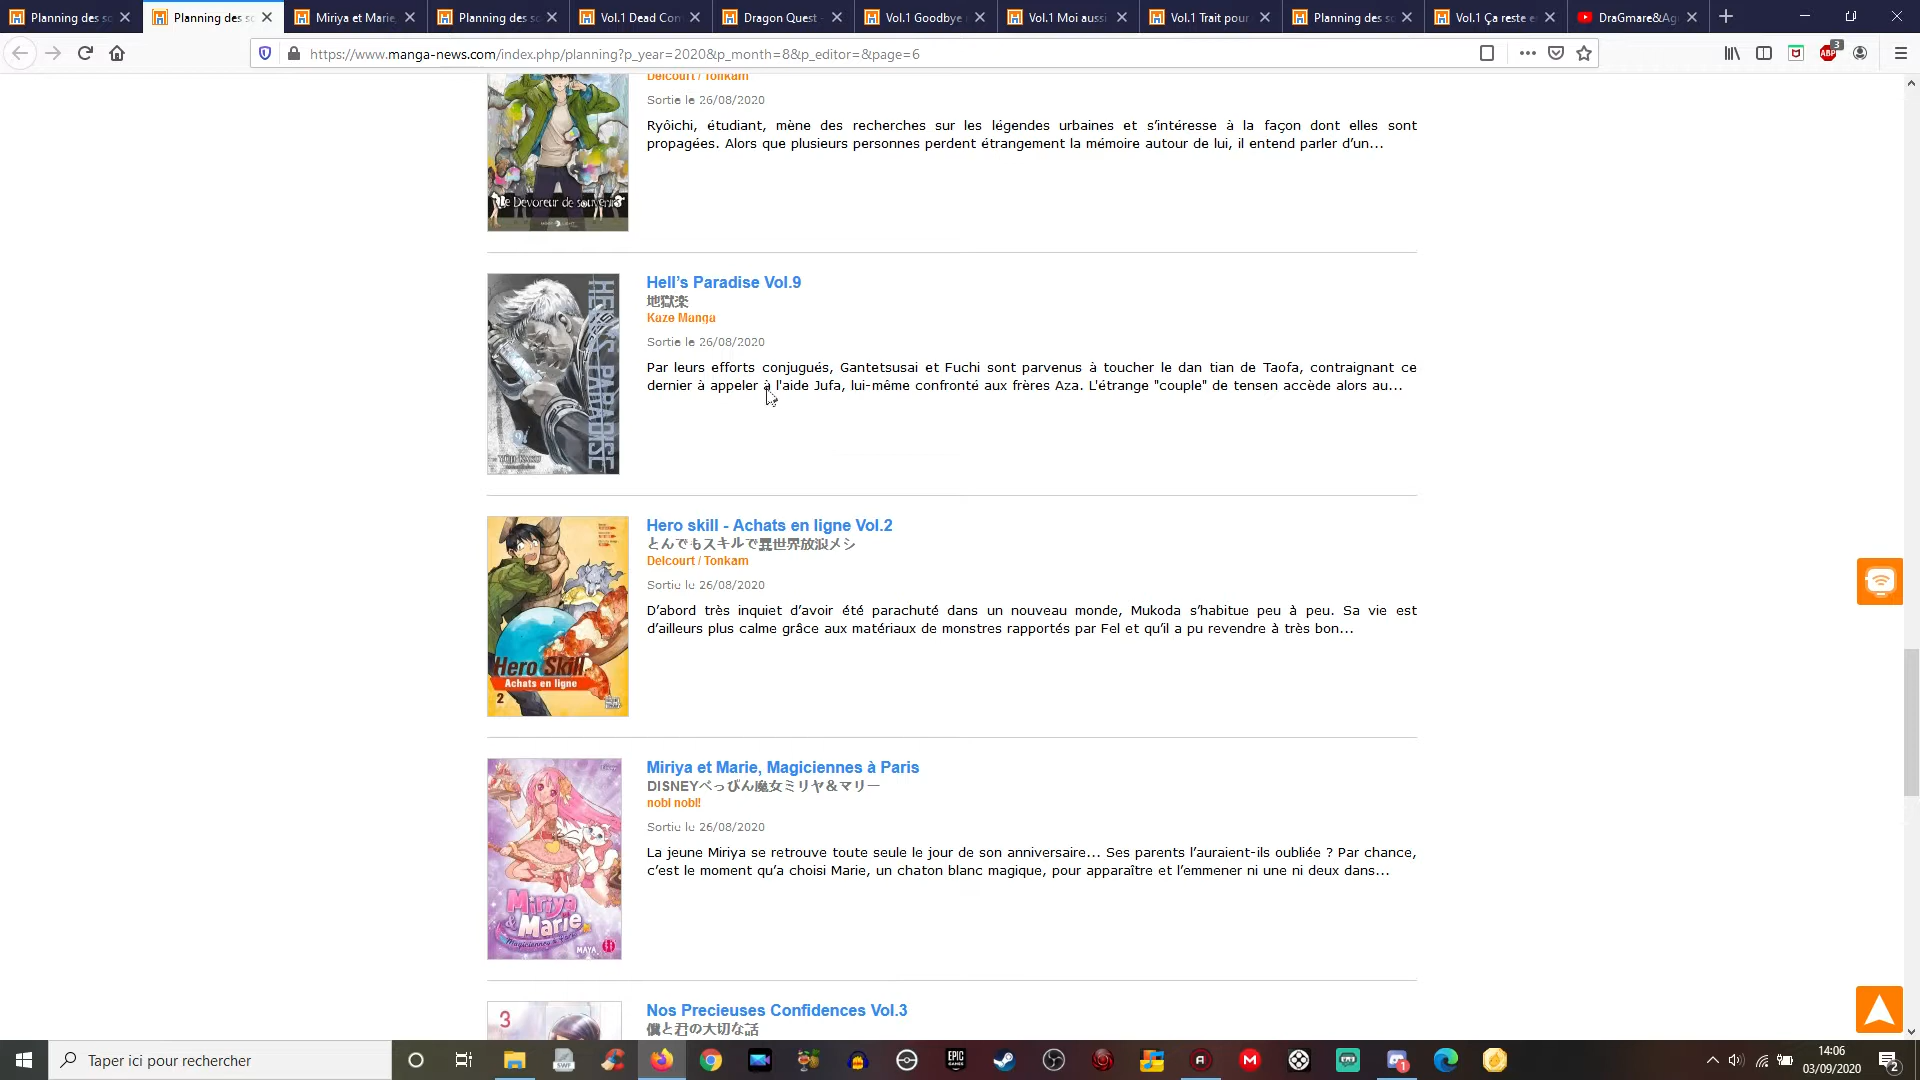 Planning des so
Planning des so
Miriya et Marie,
Planning des so
Vol.1 Dead Com
Dragon Quest -
Vol.1 Goodbye
Vol.1 Moi aussi
Vol.1 Trait pour
Planning des so
Vol.1 Ça reste e
DraGmare&Ag
https://www.manga-news.com/index.php/planning?p_year=2020&p_month=8&p_editor=&page=6
ABP
3
Delcourt / Tonkam
Sortie le 26/08/2020
Ryôichi, étudiant, mène des recherches sur les légendes urbaines et s'intéresse à la façon dont elles sont
propagées. Alors que plusieurs personnes perdent étrangement la mémoire autour de lui, il entend parler d'un...
Le Dévoreur de souvenirs
3
Hell's Paradise Vol.9
地獄楽
Kaze Manga
Sortie le 26/08/2020
Par leurs efforts conjugués, Gantetsusai et Fuchi sont parvenus à toucher le dan tian de Taofa, contraignant ce
dernier à appeler à l'aide Jufa, lui-même confronté aux frères Aza. L'étrange "couple" de tensen accède alors au...
HELL'S PARADISE
9
YUJI KAKU
Hero skill - Achats en ligne Vol.2
とんでもスキルで異世界放浪メシ
Delcourt / Tonkam
Sortie le 26/08/2020
D'abord très inquiet d'avoir été parachuté dans un nouveau monde, Mukoda s'habitue peu à peu. Sa vie est
d'ailleurs plus calme grâce aux matériaux de monstres rapportés par Fel et qu'il a pu revendre à très bon...
Hero Skill
Achats en ligne
2
Miriya et Marie, Magiciennes à Paris
DISNEYべっぴん魔女ミリヤ＆マリー
nobi nobi!
Sortie le 26/08/2020
La jeune Miriya se retrouve toute seule le jour de son anniversaire... Ses parents l'auraient-ils oubliée ? Par chance,
c'est le moment qu'a choisi Marie, un chaton blanc magique, pour apparaître et l'emmener ni une ni deux dans...
Miriya
& Marie
Magiciennes à Paris
MAYA
Nos Precieuses Confidences Vol.3
僕と君の大切な話
3
Taper ici pour rechercher
SWF
EPIC
GAMES
1
14:06
03/09/2020
2